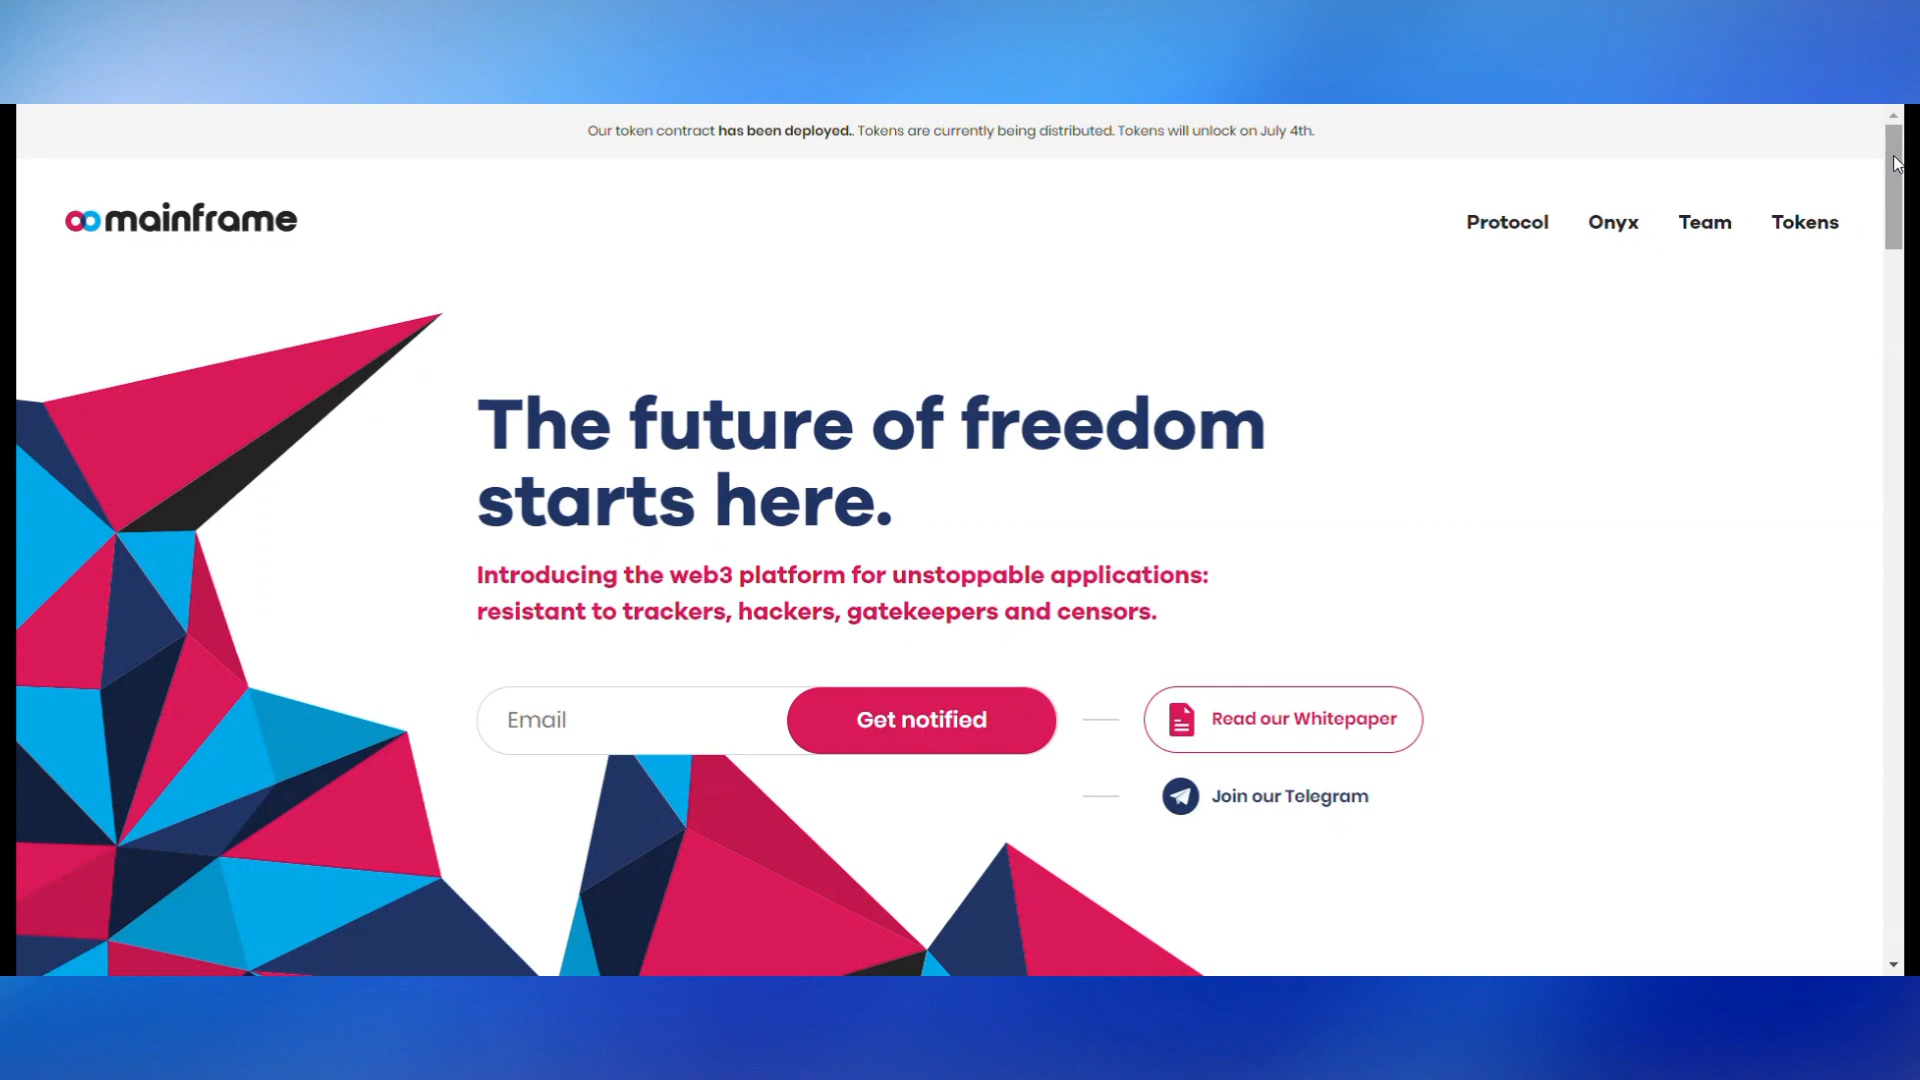 Our token contract has been deployed.. Tokens are currently being distributed. Tokens will unlock on July 4th.
mainframe
Protocol Onyx Team Tokens
The future of freedom
starts here.
Introducing the web3 platform for unstoppable applications:
resistant to trackers, hackers, gatekeepers and censors.
Email Get notified Read our Whitepaper
Join our Telegram